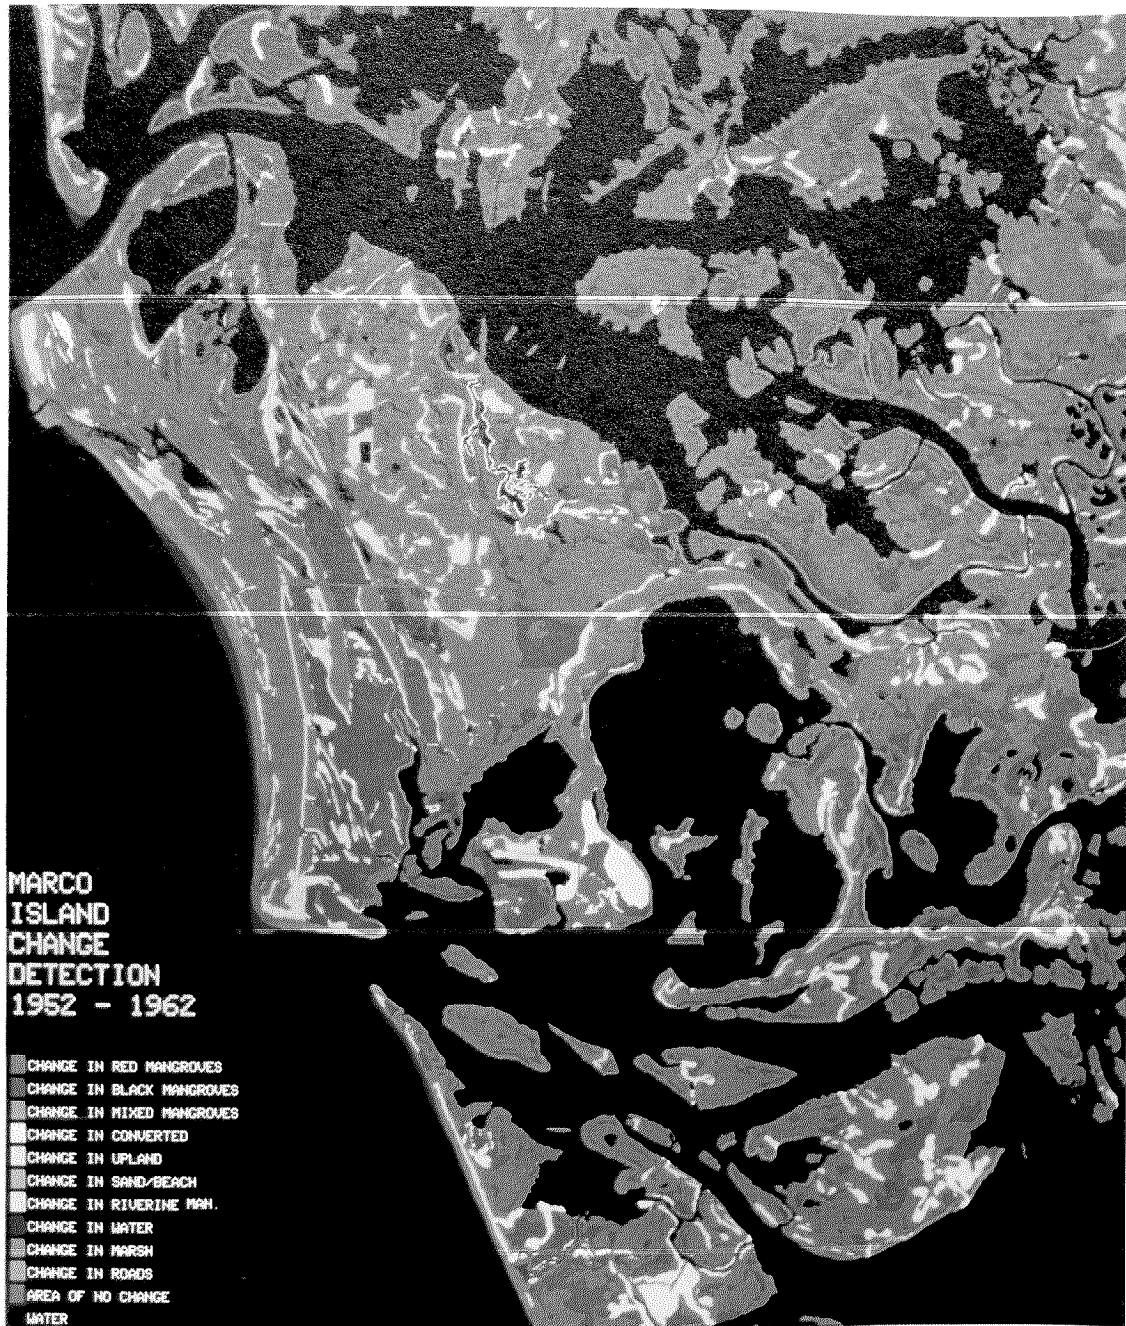 MARCO
ISLAND
CHANGE
DETECTION
1952 - 1962
CHANGE IN RED MANGROVES
CHANGE IN BLACK MANGROVES
CHANGE IN MIXED MANGROVES
CHANGE IN CONVERTED
CHANGE IN UPLAND
CHANGE IN SAND/BEACH
CHANGE IN RIVERINE MAN.
CHANGE IN WATER
CHANGE IN MARSH
CHANGE IN ROADS
AREA OF NO CHANGE
WATER